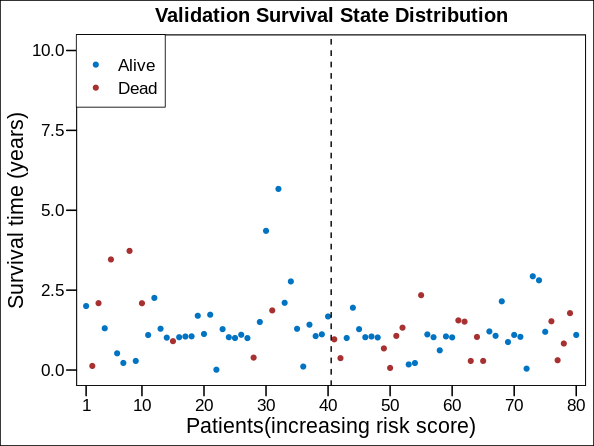 Validation Survival State Distribution
Alive
Dead
10.0
7.5
5.0
2.5
0.0
Survival time (years)
1 10 20 30 40 50 60 70 80
Patients(increasing risk score)